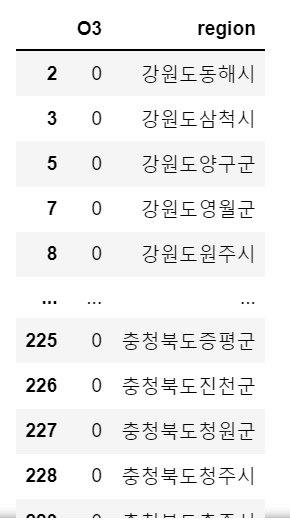 O3 region
2 0 강원도동해시
3 0 강원도삼척시
5 0 강원도양구군
7 0 강원도영월군
8 0 강원도원주시
... ... ...
225 0 충청북도증평군
226 0 충청북도진천군
227 0 충청북도청원군
228 0 충청북도청주시